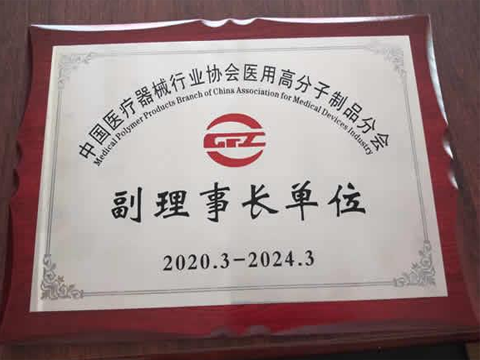 中国医疗器械行业协会医用高分子制品分会
Medical Polymer Products Branch of China Association for Medical Devices Industry
副理事长单位
2020.3-2024.3